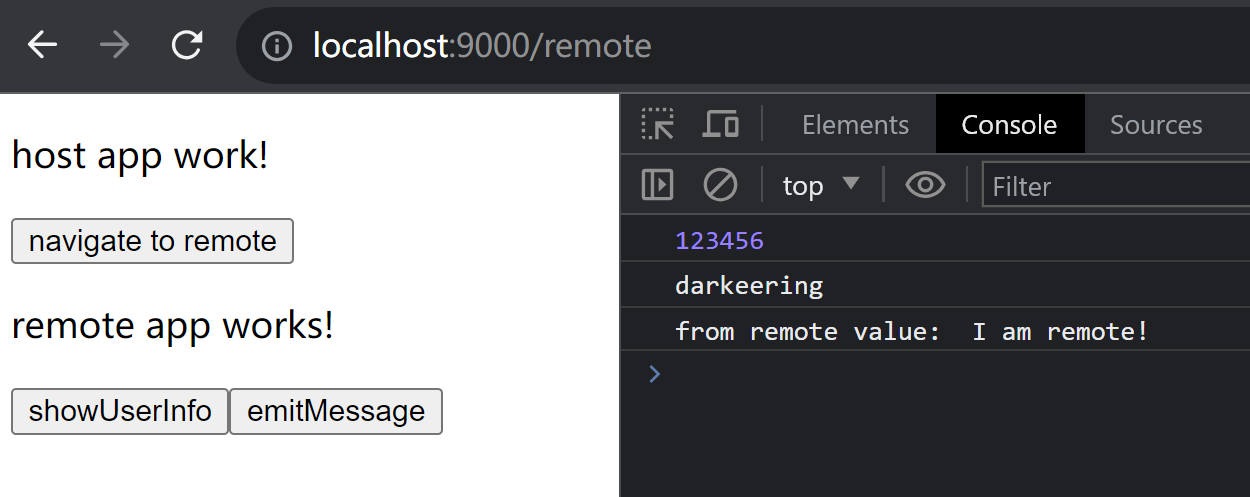 localhost:9000/remote
host app work!
navigate to remote
remote app works!
showUserInfo emitMessage
Elements Console Sources
top Filter
123456
darkeering
from remote value:  I am remote!